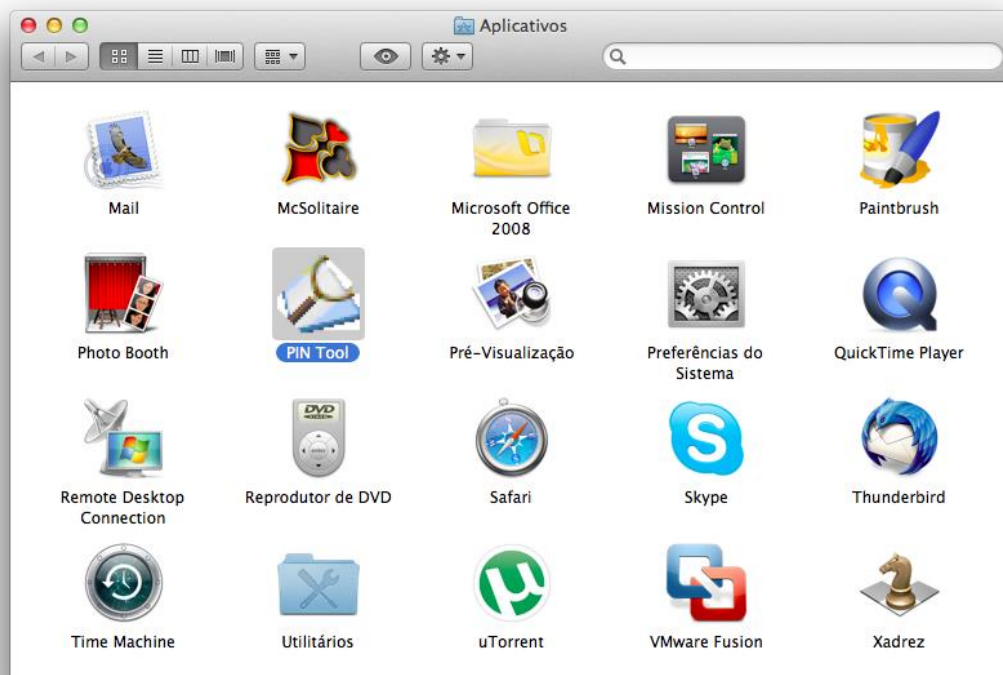 Aplicativos
Mail
McSolitaire
Microsoft Office
2008
Mission Control
Paintbrush
Photo Booth
PIN Tool
Pré-Visualização
Preferências do
Sistema
QuickTime Player
DVD
Remote Desktop
Connection
Reprodutor de DVD
Safari
Skype
Thunderbird
Time Machine
Utilitários
uTorrent
VMware Fusion
Xadrez